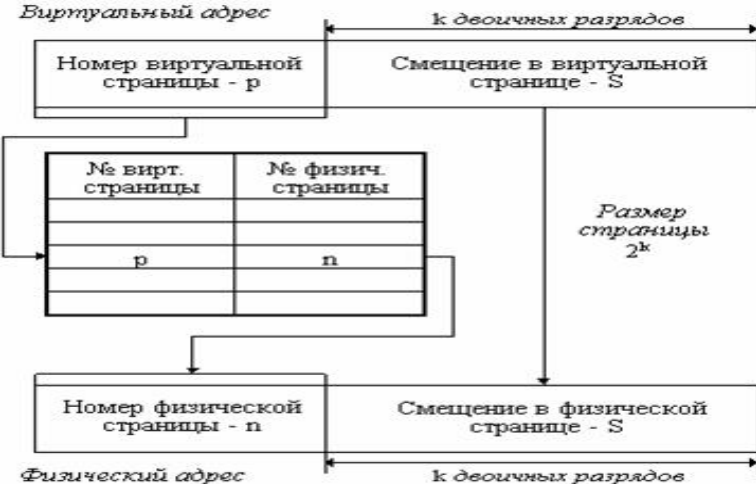 Виртуальный адрес
k двоичных разрядов
Номер виртуальной
страницы - p
Смещение в виртуальной
странице - S
№ вирт.
страницы
№ физич.
страницы
p
n
Размер
страницы
2ᵏ
Номер физической
страницы - n
Смещение в физической
странице - S
Физический адрес
k двоичных разрядов